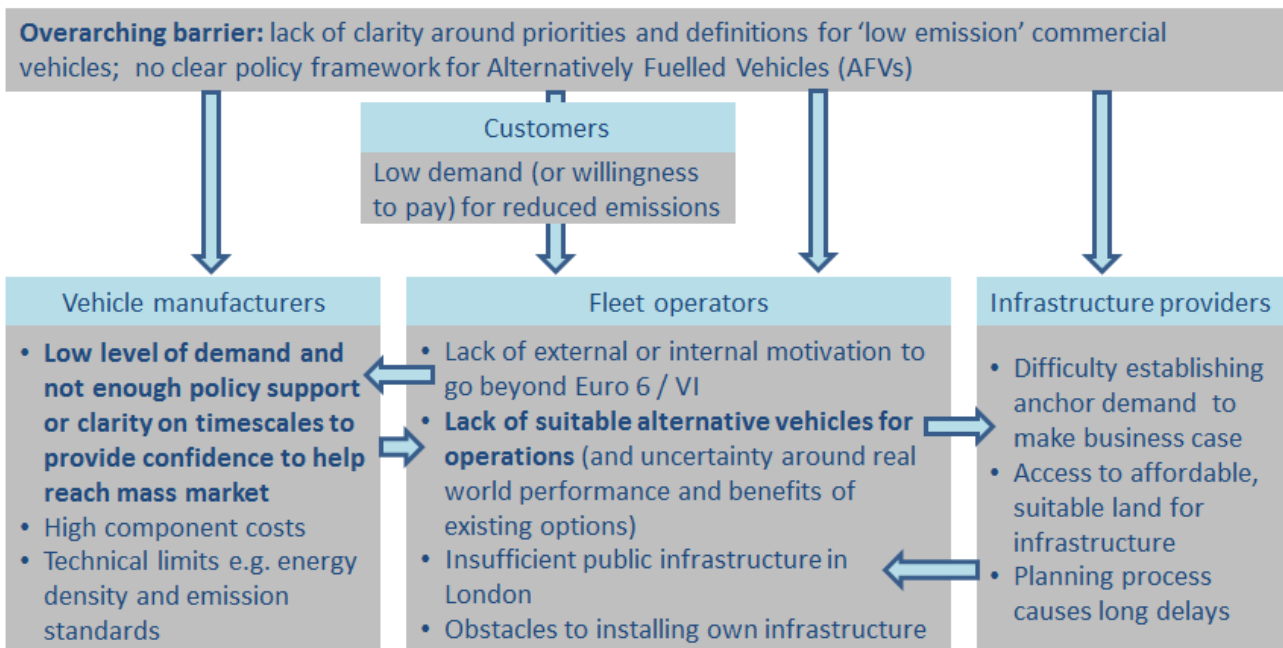 Overarching barrier: lack of clarity around priorities and definitions for ‘low emission’ commercial
vehicles;  no clear policy framework for Alternatively Fuelled Vehicles (AFVs)
Customers
Low demand (or willingness
to pay) for reduced emissions
Vehicle manufacturers
• Low level of demand and
not enough policy support
or clarity on timescales to
provide confidence to help
reach mass market
• High component costs
• Technical limits e.g. energy
density and emission
standards
Fleet operators
• Lack of external or internal motivation to
go beyond Euro 6 / VI
• Lack of suitable alternative vehicles for
operations (and uncertainty around real
world performance and benefits of
existing options)
• Insufficient public infrastructure in
London
• Obstacles to installing own infrastructure
Infrastructure providers
• Difficulty establishing
anchor demand  to
make business case
• Access to affordable,
suitable land for
infrastructure
• Planning process
causes long delays